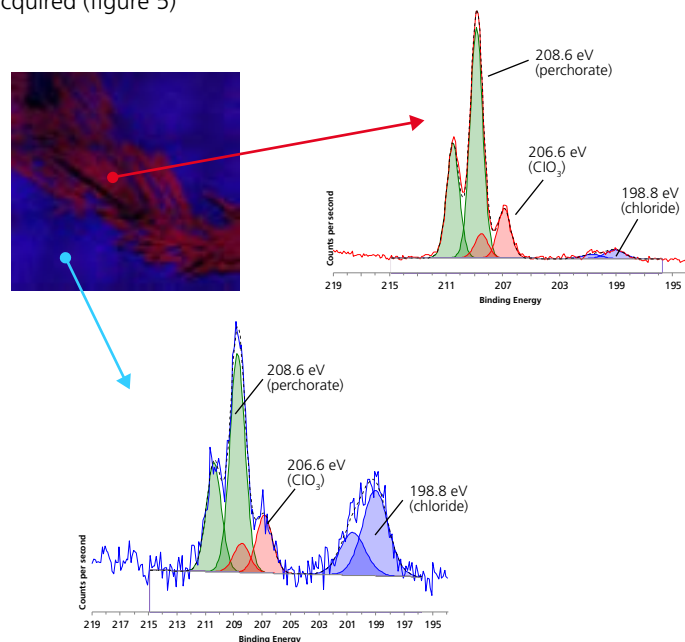 cquired (figure 5)
208.6 eV
(perchorate)
206.6 eV
(ClO3)
198.8 eV
(chloride)
Counts per second
219 215 211 207 203 199 195
Binding Energy
208.6 eV
(perchorate)
206.6 eV
(ClO3)
198.8 eV
(chloride)
Counts per second
219 217 215 213 211 209 207 205 203 201 199 197 195
Binding Energy